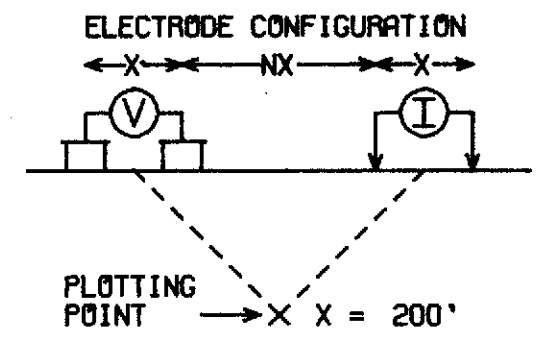 ELECTRODE CONFIGURATION
X NX X
V I
PLOTTING
POINT X X = 200'